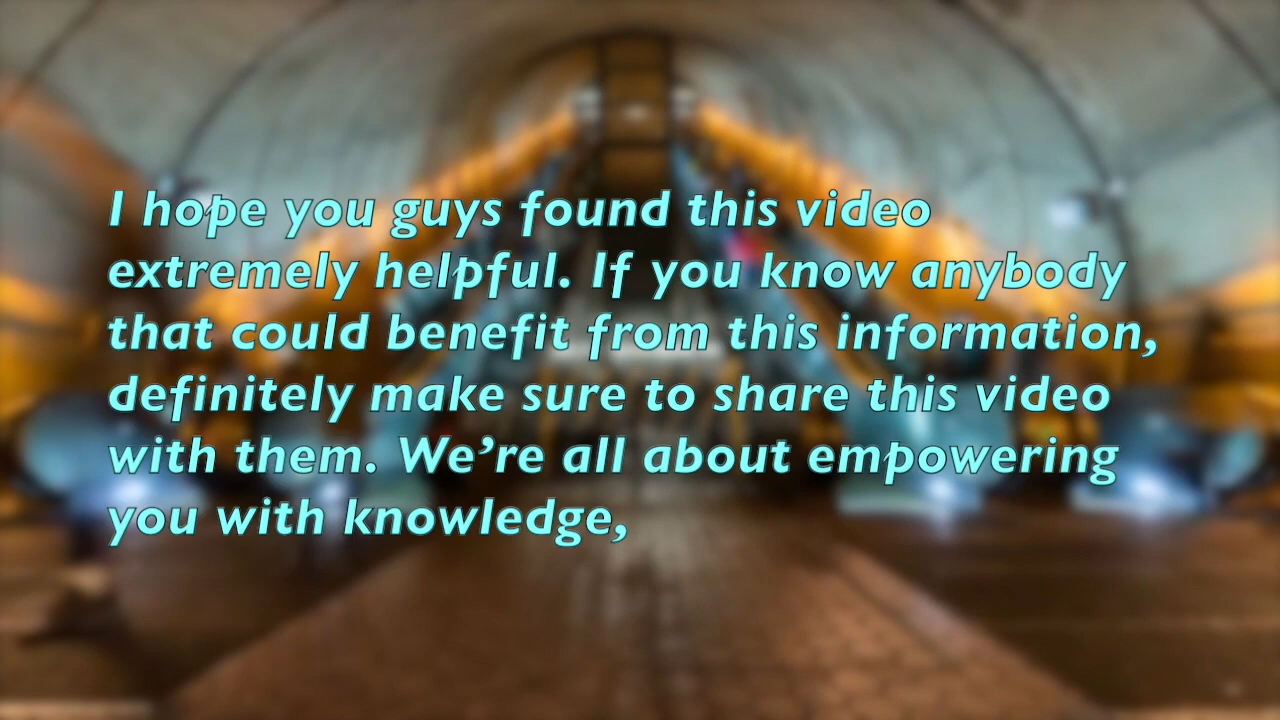 I hope you guys found this video
extremely helpful. If you know anybody
that could benefit from this information,
definitely make sure to share this video
with them. We’re all about empowering
you with knowledge,